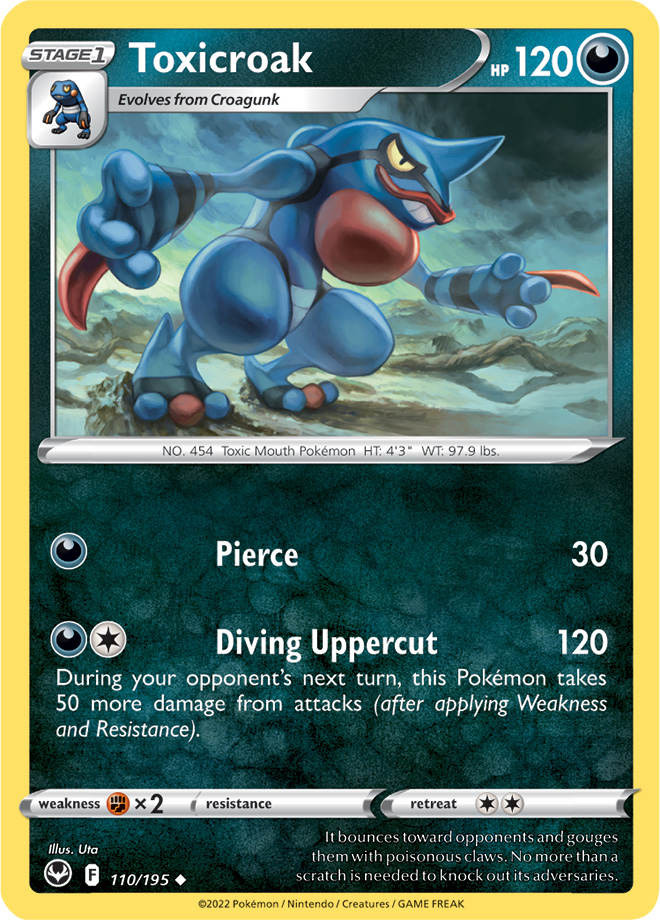 STAGE 1
Toxicroak
HP 120
Evolves from Croagunk
NO. 454 Toxic Mouth Pokémon HT: 4'3" WT: 97.9 lbs.
Pierce 30
Diving Uppercut 120
During your opponent's next turn, this Pokémon takes
50 more damage from attacks (after applying Weakness
and Resistance).
weakness ×2 resistance retreat
Illus. Uta
It bounces toward opponents and gouges
them with poisonous claws. No more than a
scratch is needed to knock out its adversaries.
F 110/195
©2022 Pokémon / Nintendo / Creatures / GAME FREAK